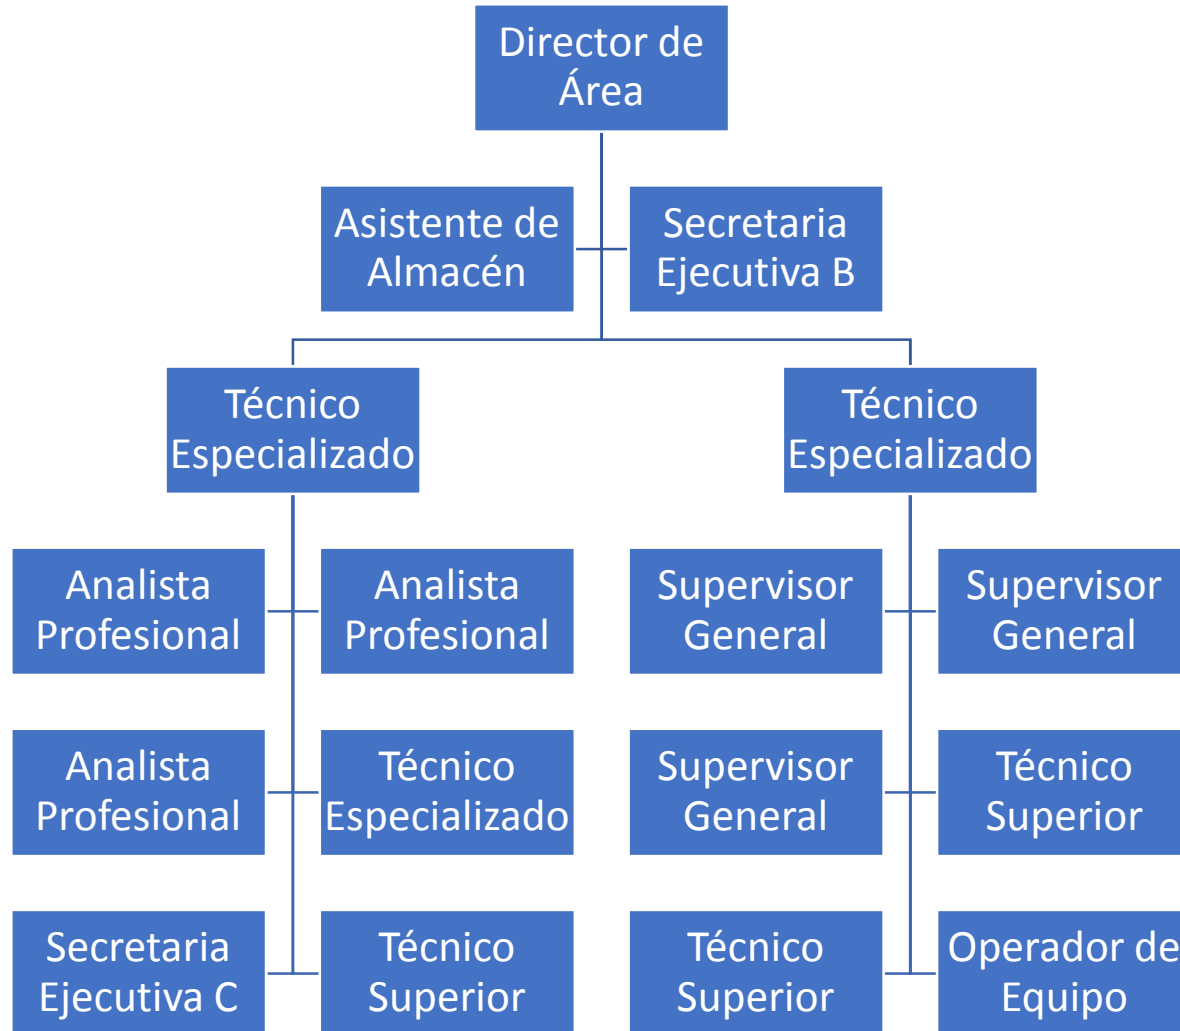 Director de
Área
Asistente de
Almacén
Secretaria
Ejecutiva B
Técnico
Especializado
Técnico
Especializado
Analista
Profesional
Analista
Profesional
Supervisor
General
Supervisor
General
Analista
Profesional
Técnico
Especializado
Supervisor
General
Técnico
Superior
Secretaria
Ejecutiva C
Técnico
Superior
Técnico
Superior
Operador de
Equipo